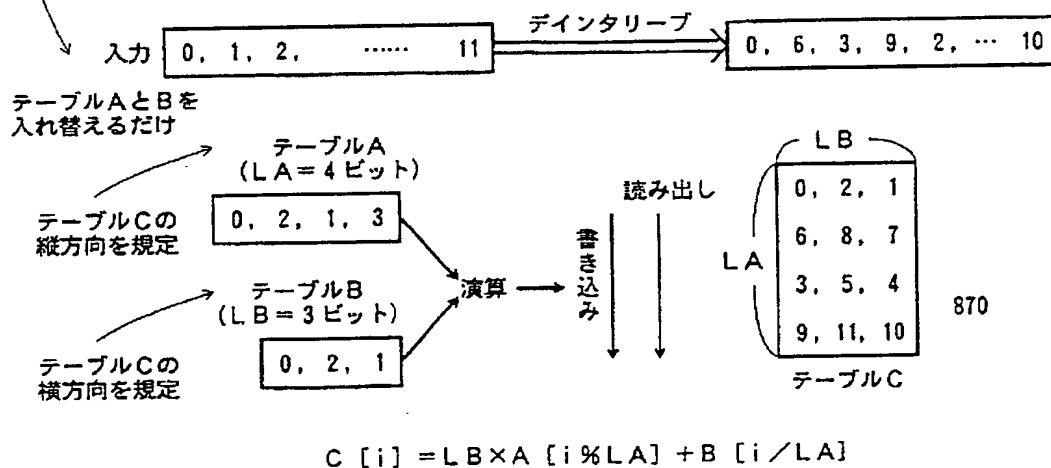 デインタリーブ
入力 0, 1, 2, …… 11
0, 6, 3, 9, 2, … 10
テーブルAとBを
入れ替えるだけ
テーブルA
(LA=4ビット)
0, 2, 1, 3
テーブルCの
縦方向を規定
テーブルB
(LB=3ビット)
0, 2, 1
テーブルCの
横方向を規定
演算
書き込み
読み出し
LB
LA
0, 2, 1
6, 8, 7
3, 5, 4
9, 11, 10
テーブルC
870
C [i] =LB×A [i%LA] +B [i/LA]